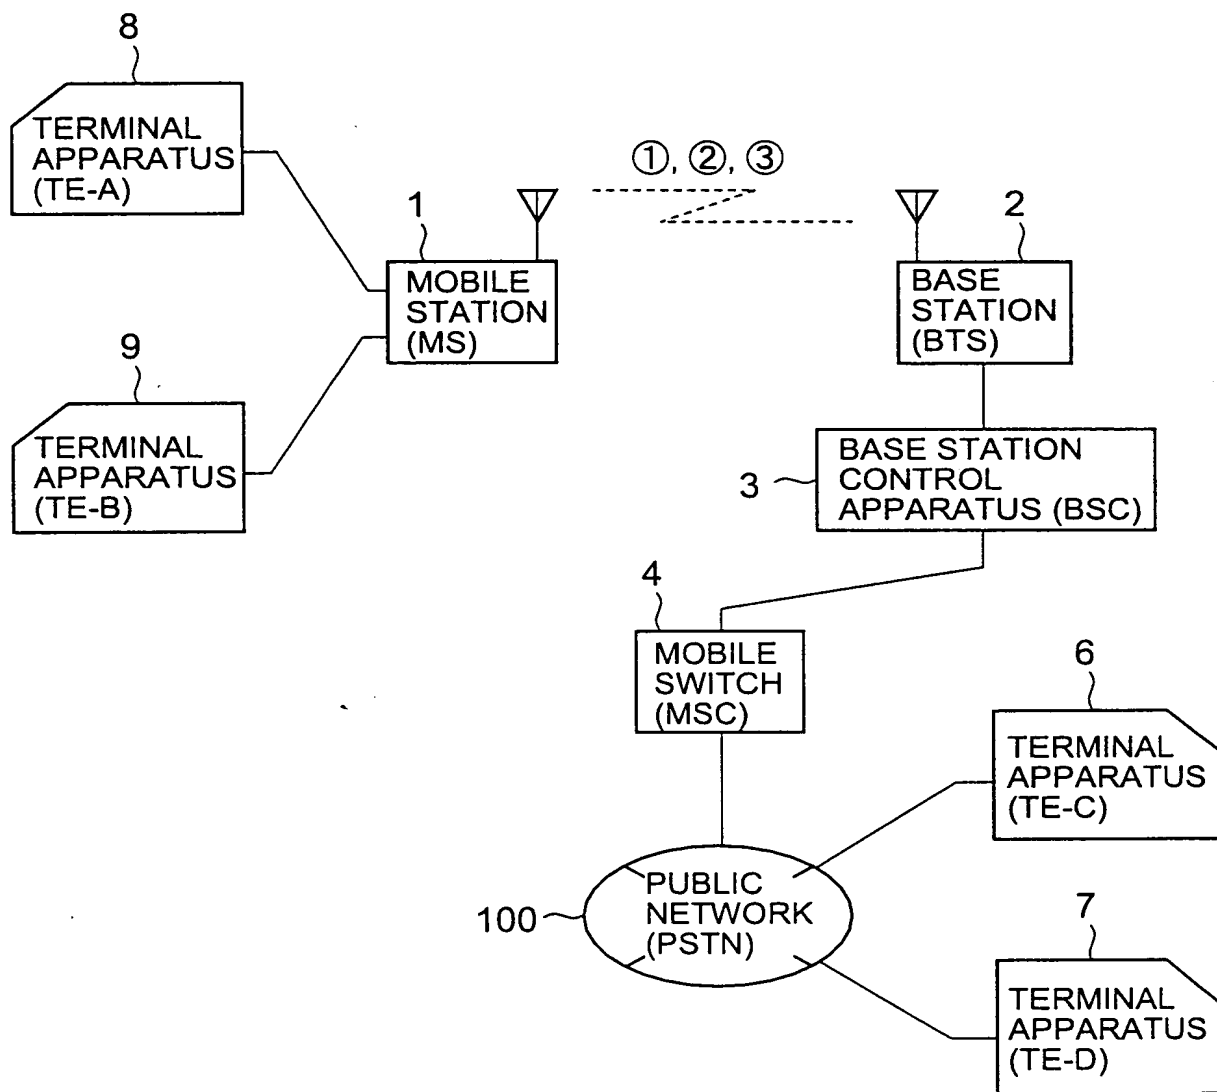 8
TERMINAL
APPARATUS
(TE-A)
①, ②, ③
1
MOBILE
STATION
(MS)
2
BASE
STATION
(BTS)
9
TERMINAL
APPARATUS
(TE-B)
3
BASE STATION
CONTROL
APPARATUS (BSC)
4
MOBILE
SWITCH
(MSC)
6
TERMINAL
APPARATUS
(TE-C)
100
PUBLIC
NETWORK
(PSTN)
7
TERMINAL
APPARATUS
(TE-D)